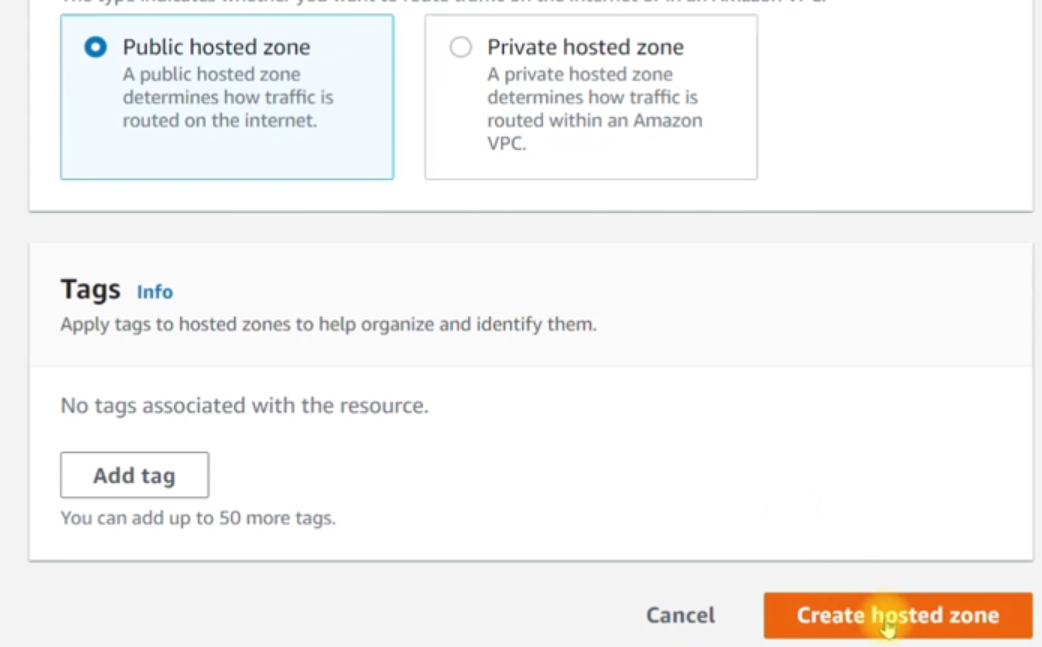 Public hosted zone
A public hosted zone
determines how traffic is
routed on the internet.
Private hosted zone
A private hosted zone
determines how traffic is
routed within an Amazon
VPC.
Tags Info
Apply tags to hosted zones to help organize and identify them.
No tags associated with the resource.
Add tag
You can add up to 50 more tags.
Cancel
Create hosted zone